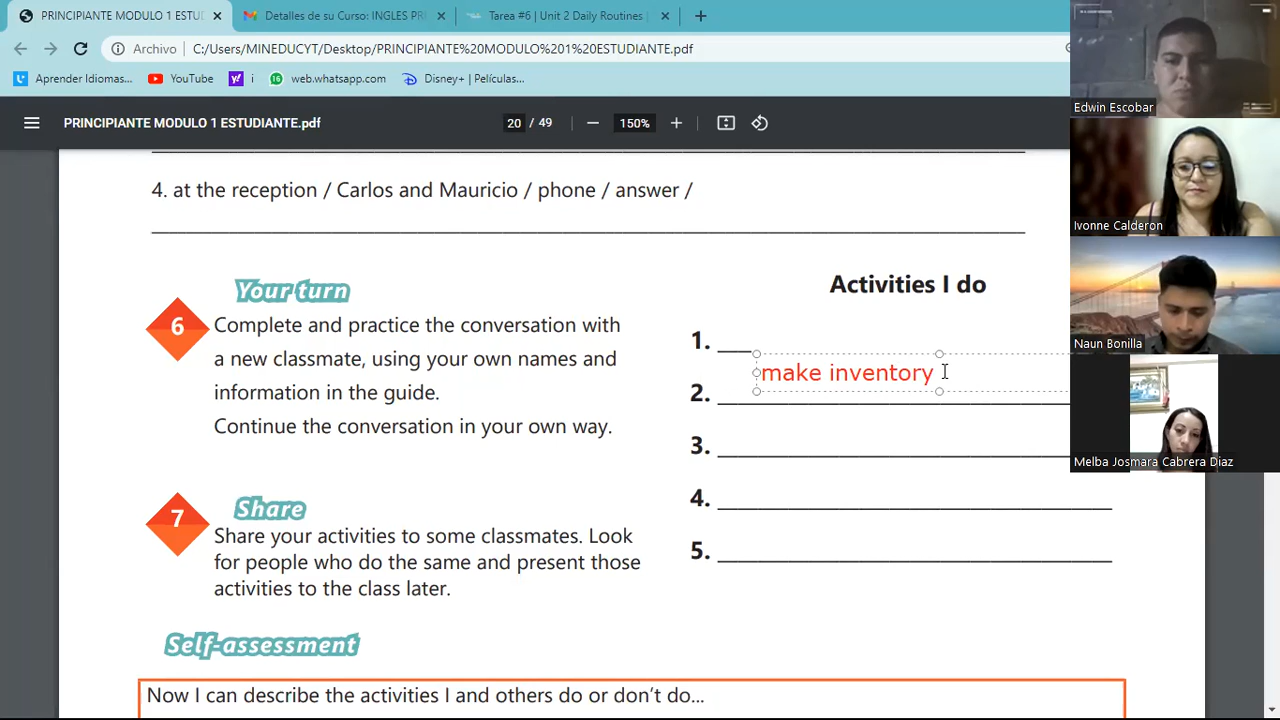 PRINCIPIANTE MODULO 1 ESTUD
Detalles de su Curso: INGLES PR
Tarea #6 | Unit 2 Daily Routines |
Archivo
C:/Users/MINEDUCYT/Desktop/PRINCIPIANTE%20MODULO%201%20ESTUDIANTE.pdf
Aprender Idiomas...
YouTube
i
web.whatsapp.com
Disney+ | Películas...
PRINCIPIANTE MODULO 1 ESTUDIANTE.pdf
20 / 49
150%
4. at the reception / Carlos and Mauricio / phone / answer /
Your turn
6
Complete and practice the conversation with
a new classmate, using your own names and
information in the guide.
Continue the conversation in your own way.
7
Share
Share your activities to some classmates. Look
for people who do the same and present those
activities to the class later.
Activities I do
1.
make inventory
2.
3.
4.
5.
Self-assessment
Now I can describe the activities I and others do or don't do...
Edwin Escobar
Ivonne Calderon
Naun Bonilla
Melba Josmara Cabrera Diaz